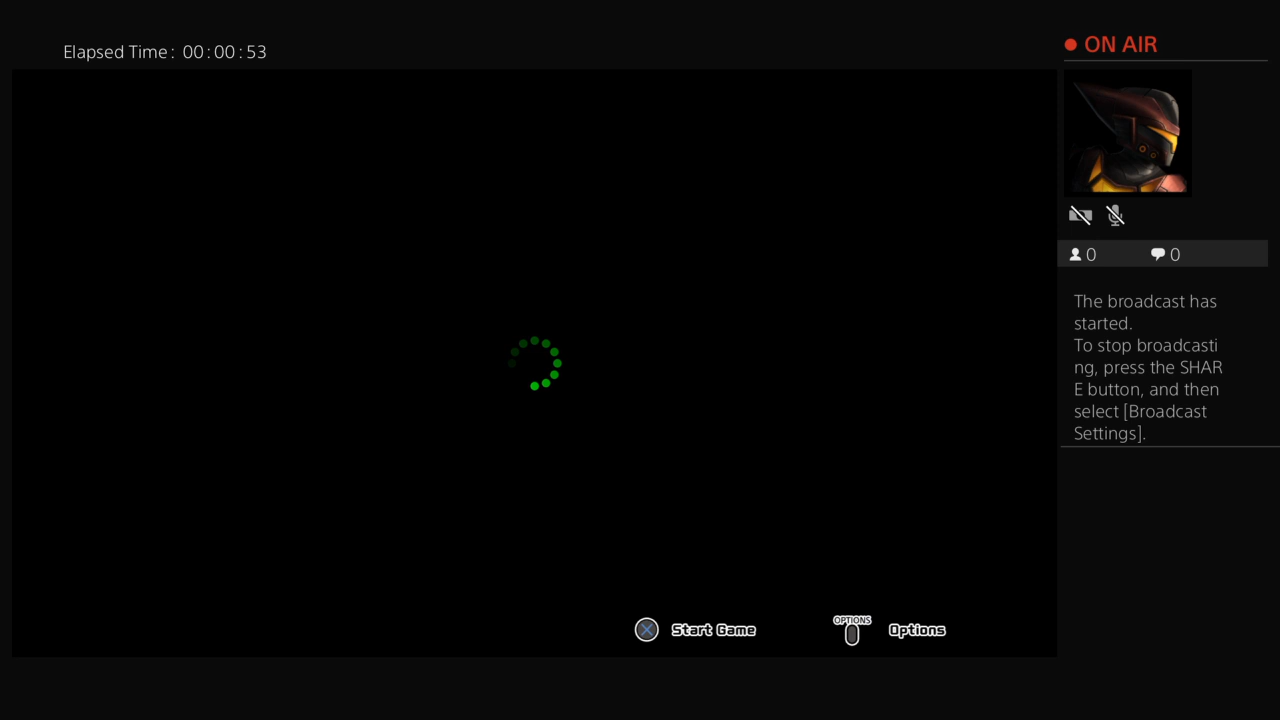 Elapsed Time: 00:00:53
ON AIR
0 0
The broadcast has
started.
To stop broadcasti
ng, press the SHAR
E button, and then
select [Broadcast
Settings].
Start Game
OPTIONS
Options